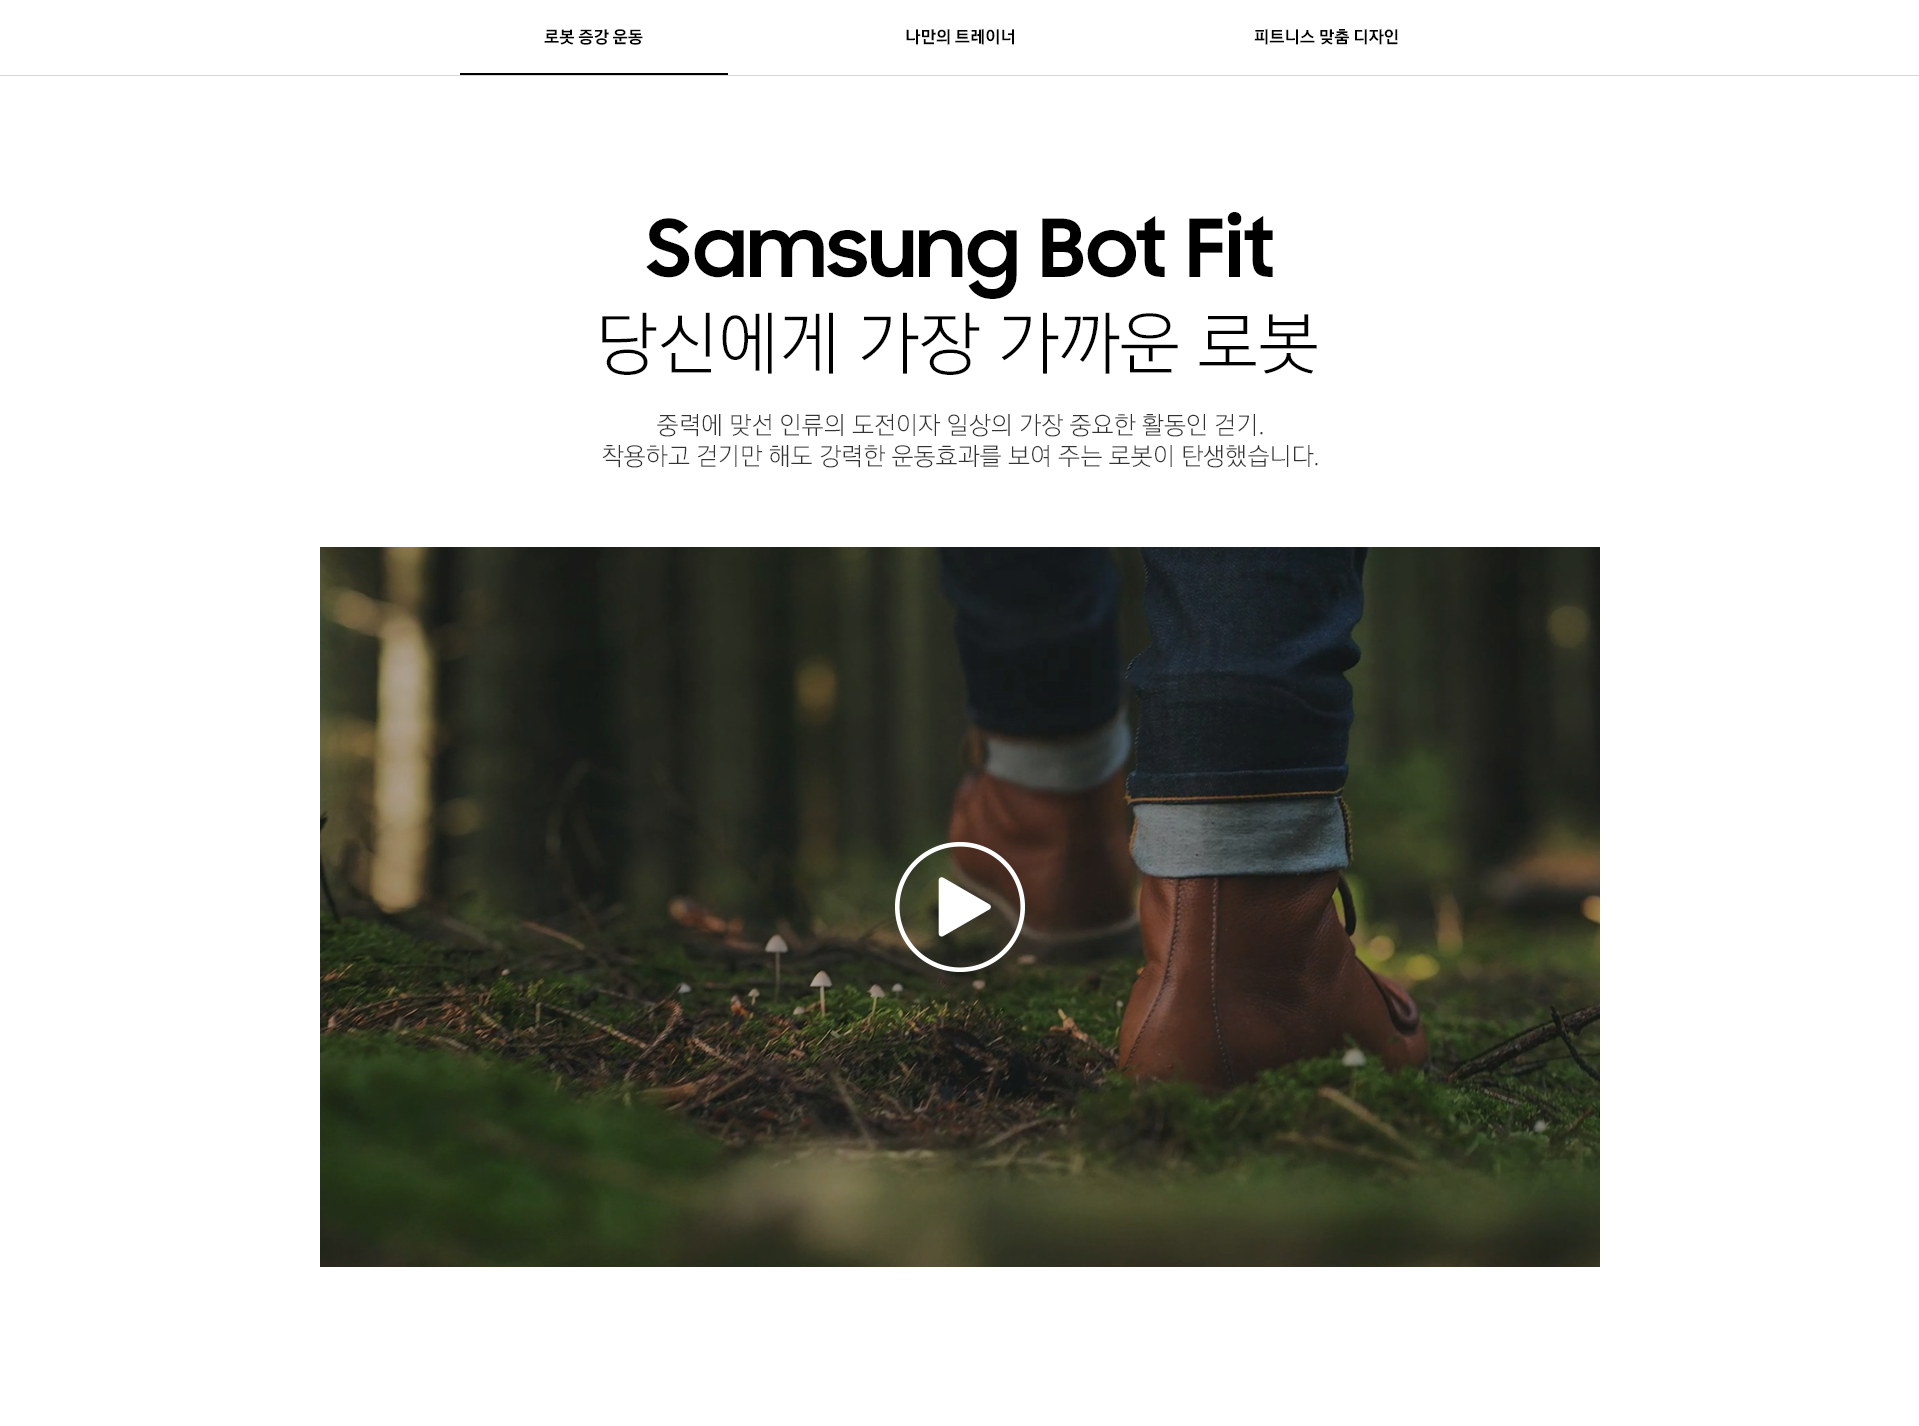 로봇 증강 운동
나만의 트레이너
피트니스 맞춤 디자인
Samsung Bot Fit
당신에게 가장 가까운 로봇
중력에 맞선 인류의 도전이자 일상의 가장 중요한 활동인 걷기.
착용하고 걷기만 해도 강력한 운동효과를 보여 주는 로봇이 탄생했습니다.